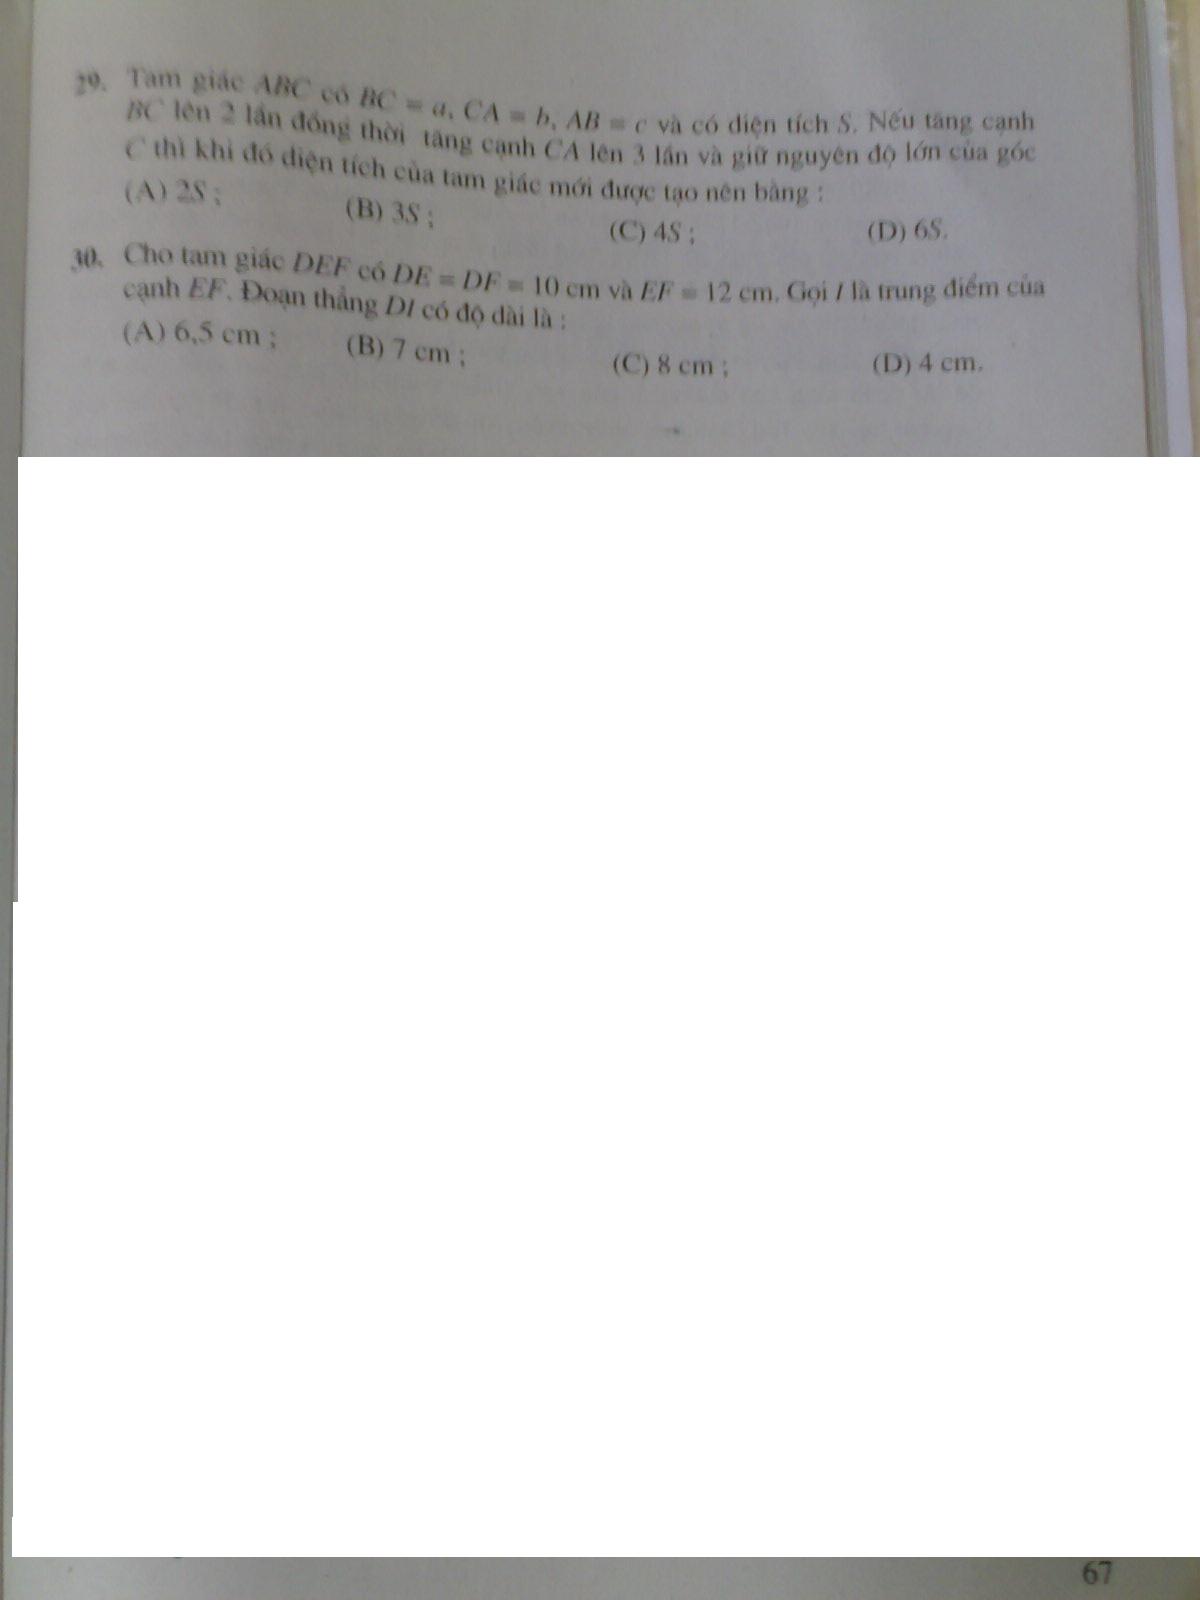 29. Tam giác ABC có BC = a, CA = b, AB = c và có diện tích S. Nếu tăng cạnh
BC lên 2 lần đồng thời tăng cạnh CA lên 3 lần và giữ nguyên độ lớn của góc
C thì khi đó diện tích của tam giác mới được tạo nên bằng :
(A) 2S ; (B) 3S ; (C) 4S ; (D) 6S.
30. Cho tam giác DEF có DE = DF = 10 cm và EF = 12 cm. Gọi I là trung điểm của
cạnh EF. Đoạn thẳng DI có độ dài là :
(A) 6,5 cm ; (B) 7 cm ; (C) 8 cm ; (D) 4 cm.
67